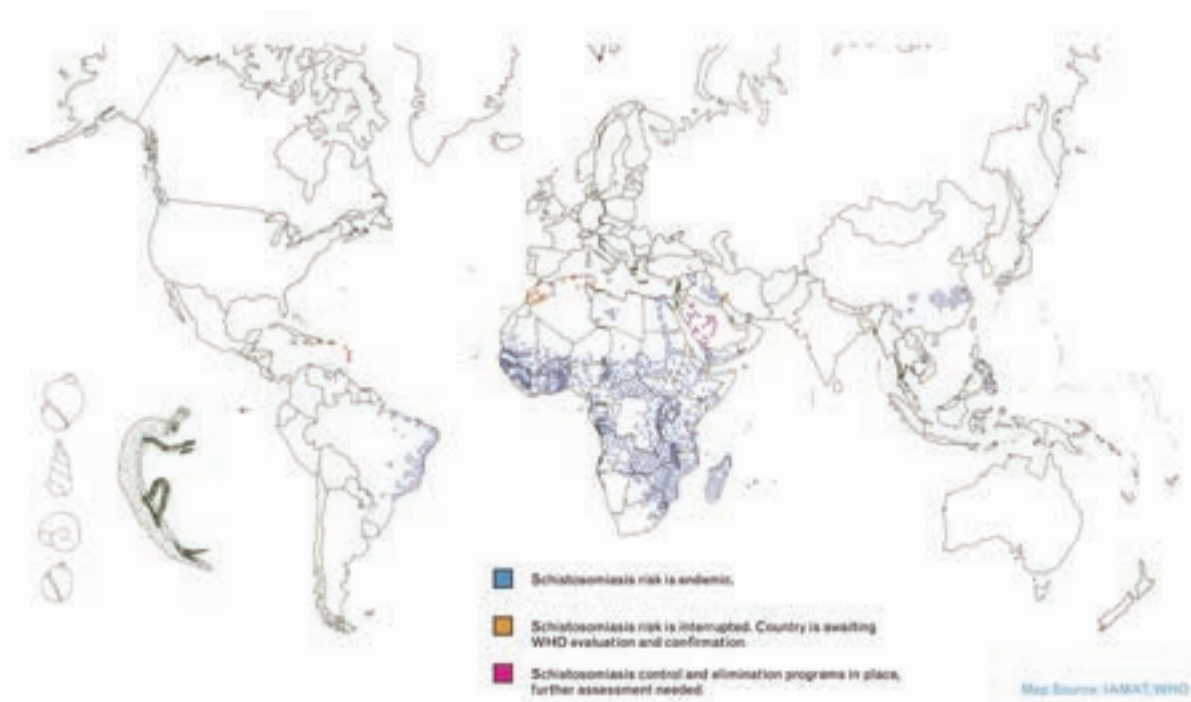 Schistosomiasis risk is endemic.
Schistosomiasis risk is interrupted. Country is awaiting
WHO evaluation and confirmation
Schistosomiasis control and elimination programs in place,
further assessment needed.
Map Source: IAMAT, WHO